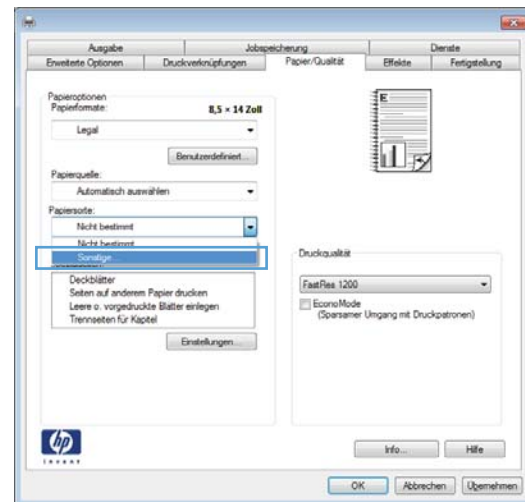 Ausgabe
Jobspeicherung
Dienste
Erweiterte Optionen
Druckverknüpfungen
Papier/Qualität
Effekte
Fertigstellung
Papieroptionen
Papierformate:
8,5 × 14 Zoll
Legal
Benutzerdefiniert...
Papierquelle:
Automatisch auswählen
Papiersorte:
Nicht bestimmt
Nicht bestimmt
Sonstige...
Deckblätter
Seiten auf anderem Papier drucken
Leere o. vorgedruckte Blätter einlegen
Trennseiten für Kapitel
Einstellungen...
E
Druckqualität
FastRes 1200
EconoMode
(Sparsamer Umgang mit Druckpatronen)
hp
invent
Info...
Hilfe
OK
Abbrechen
Übernehmen